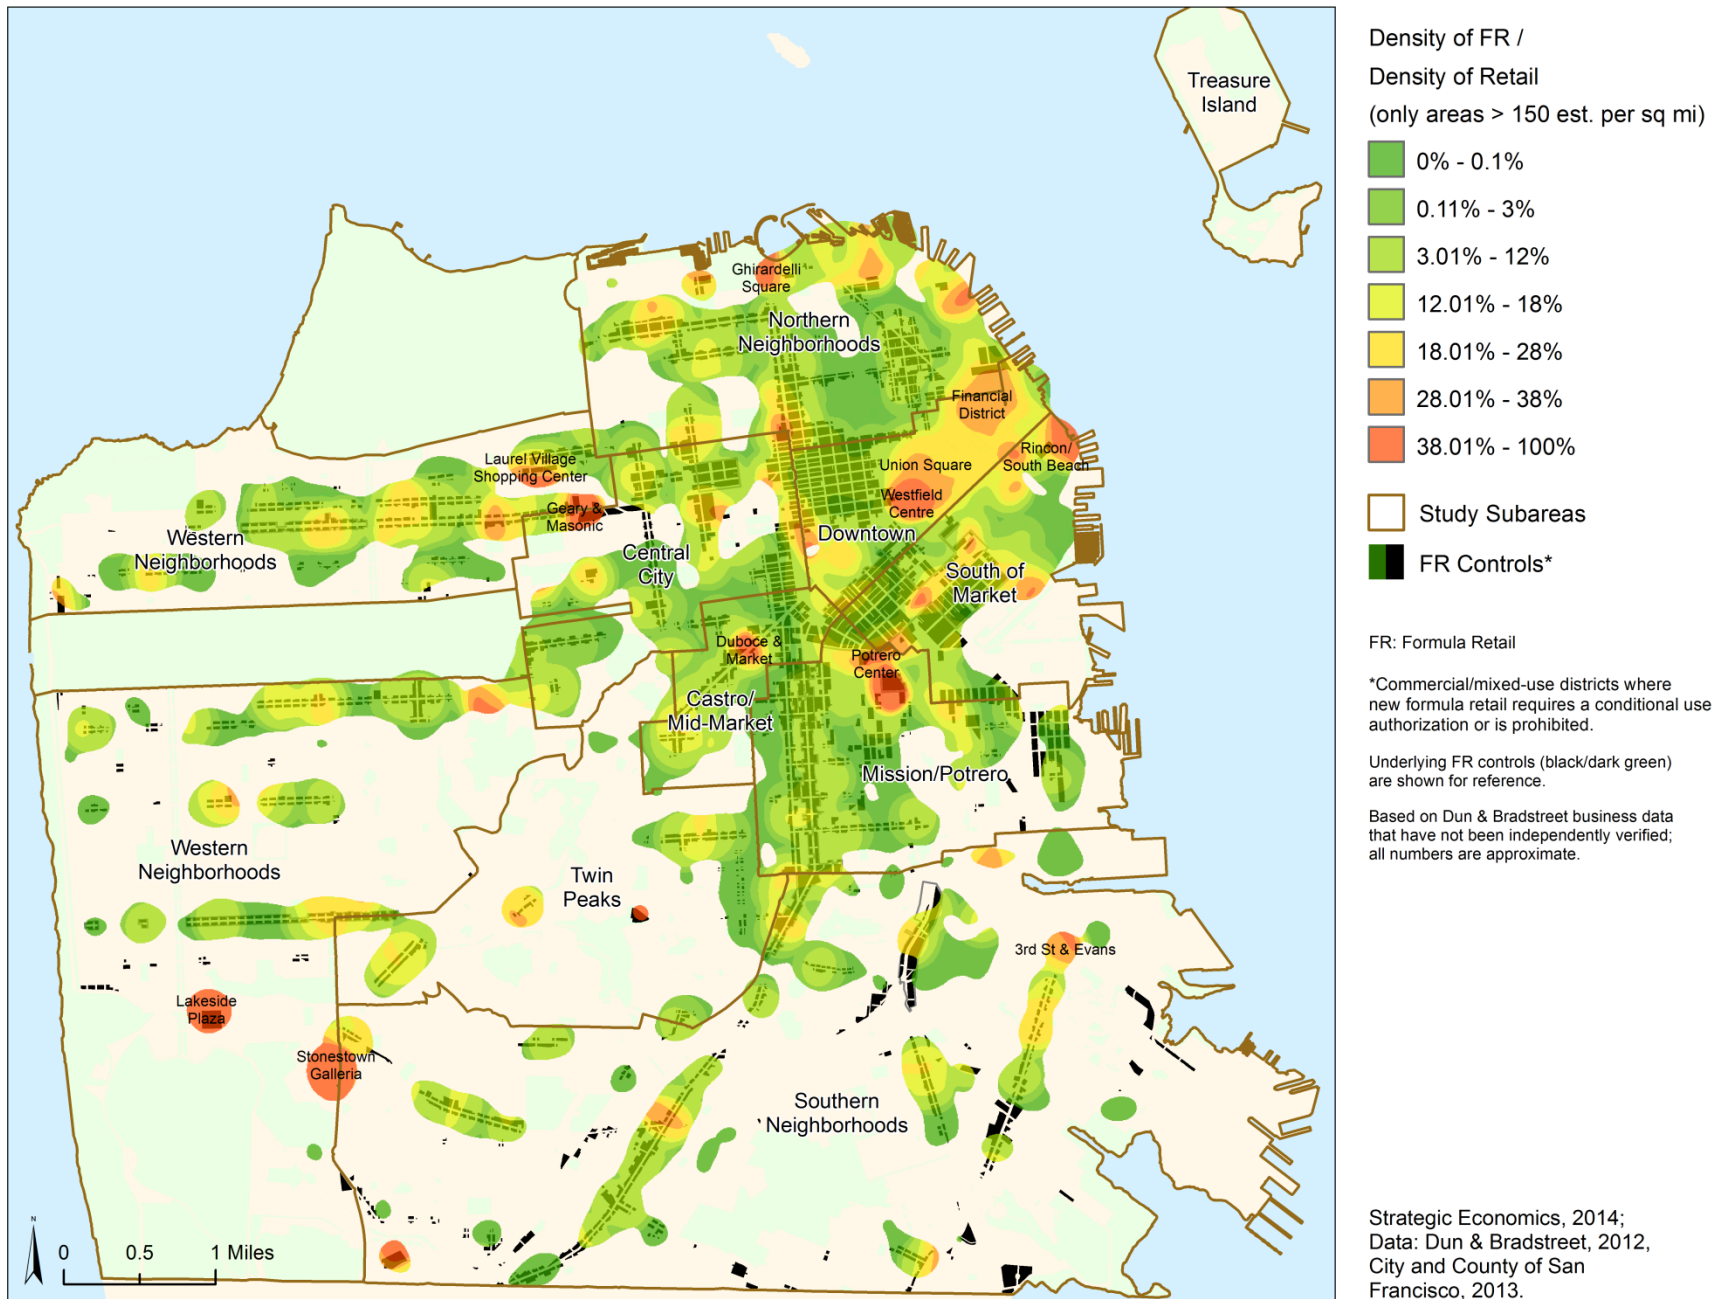 Treasure
Island
Ghirardelli
Square
Northern
Neighborhoods
Financial
District
Laurel Village
Shopping Center
Union Square
Rincon/
South Beach
Westfield
Centre
Geary &
Masonic
Western
Neighborhoods
Central
City
Downtown
South of
Market
Duboce &
Market
Potrero
Center
Castro/
Mid-Market
Mission/Potrero
Western
Neighborhoods
Twin
Peaks
3rd St & Evans
Lakeside
Plaza
Stonestown
Galleria
Southern
Neighborhoods
N
0 0.5 1 Miles
Density of FR /
Density of Retail
(only areas > 150 est. per sq mi)
0% - 0.1%
0.11% - 3%
3.01% - 12%
12.01% - 18%
18.01% - 28%
28.01% - 38%
38.01% - 100%
Study Subareas
FR Controls*
FR: Formula Retail
*Commercial/mixed-use districts where
new formula retail requires a conditional use
authorization or is prohibited.
Underlying FR controls (black/dark green)
are shown for reference.
Based on Dun & Bradstreet business data
that have not been independently verified;
all numbers are approximate.
Strategic Economics, 2014;
Data: Dun & Bradstreet, 2012,
City and County of San
Francisco, 2013.